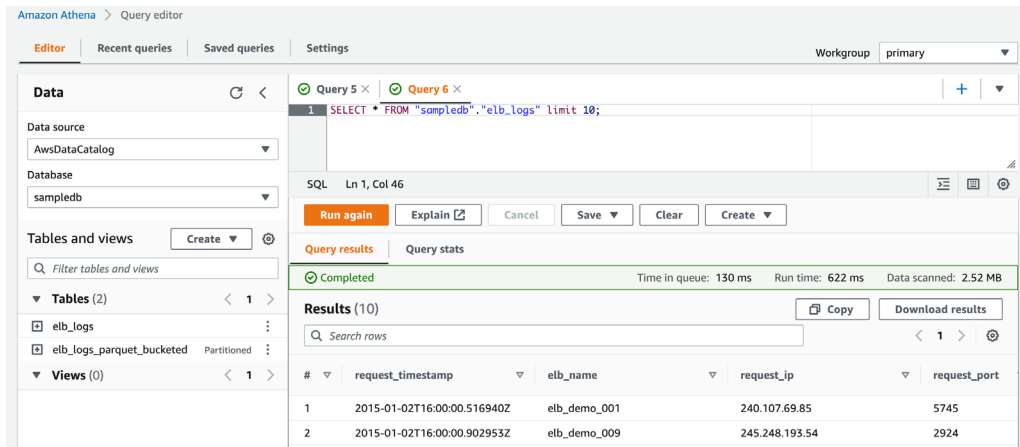 Amazon Athena > Query editor
Editor Recent queries Saved queries Settings
Workgroup primary
Data
Data source
AwsDataCatalog
Database
sampledb
Tables and views Create
Filter tables and views
Tables (2) < 1 >
elb_logs
elb_logs_parquet_bucketed Partitioned
Views (0) < 1 >
Query 5 Query 6
1 SELECT * FROM "sampledb"."elb_logs" limit 10;
SQL Ln 1, Col 46
Run again Explain Cancel Save Clear Create
Query results Query stats
Completed Time in queue: 130 ms Run time: 622 ms Data scanned: 2.52 MB
Results (10) Copy Download results
Search rows < 1 >
# request_timestamp elb_name request_ip request_port
1 2015-01-02T16:00:00.516940Z elb_demo_001 240.107.69.85 5745
2 2015-01-02T16:00:00.902953Z elb_demo_009 245.248.193.54 2924